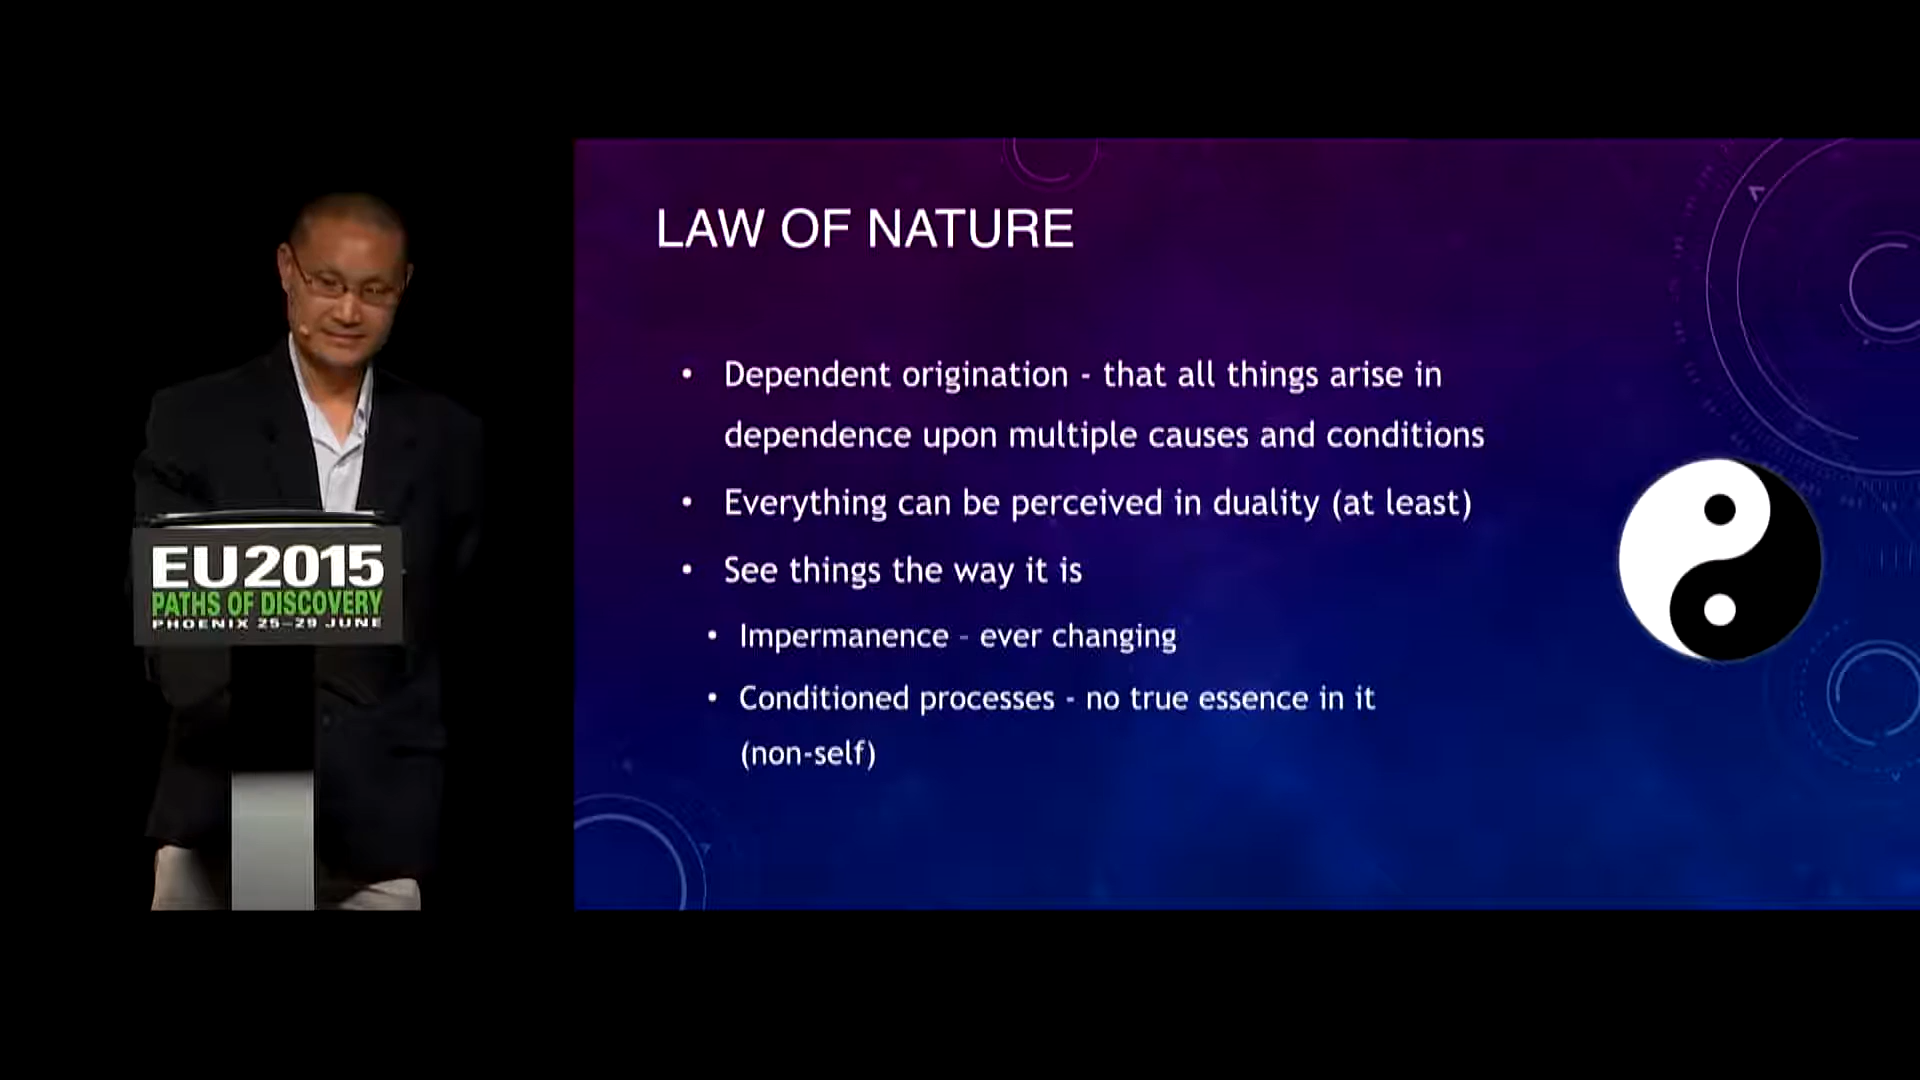 EU2015
PATHS OF DISCOVERY
PHOENIX 25–29 JUNE
LAW OF NATURE
• Dependent origination - that all things arise in
dependence upon multiple causes and conditions
• Everything can be perceived in duality (at least)
• See things the way it is
• Impermanence – ever changing
• Conditioned processes - no true essence in it
(non-self)